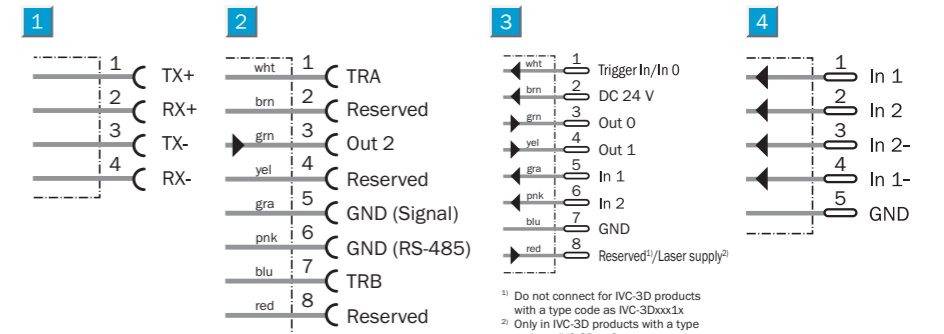 1
1 TX+
2 RX+
3 TX-
4 RX-
2
wht 1 TRA
brn 2 Reserved
grn 3 Out 2
yel 4 Reserved
gra 5 GND (Signal)
pnk 6 GND (RS-485)
blu 7 TRB
red 8 Reserved
3
wht 1 Trigger In/In 0
brn 2 DC 24 V
grn 3 Out 0
yel 4 Out 1
gra 5 In 1
pnk 6 In 2
blu 7 GND
red 8 Reserved¹⁾/Laser supply²⁾
¹⁾ Do not connect for IVC-3D products
with a type code as IVC-3Dxxx1x
²⁾ Only in IVC-3D products with a type
4
1 In 1
2 In 2
3 In 2-
4 In 1-
5 GND